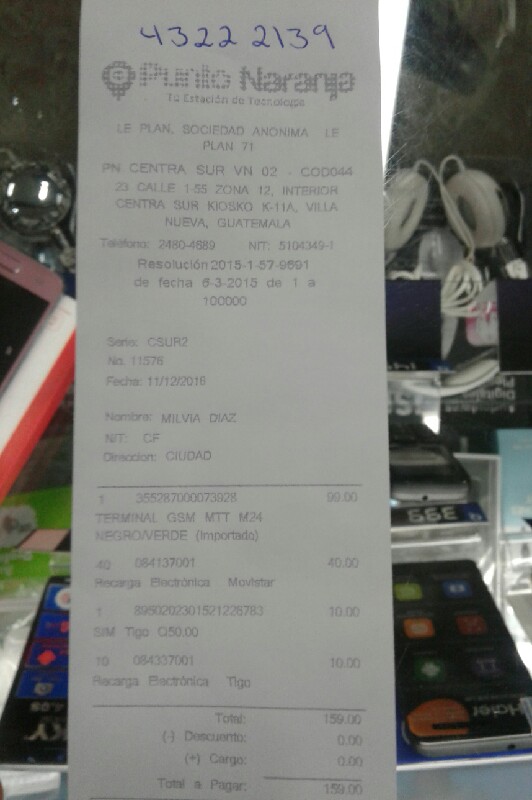 4322 2139
Punto Naranja
Tu Estación de Tecnología
LE PLAN, SOCIEDAD ANONIMA LE
PLAN 71
PN CENTRA SUR VN 02 - COD044
23 CALLE 1-55 ZONA 12, INTERIOR
CENTRA SUR KIOSKO K-11A, VILLA
NUEVA, GUATEMALA
Teléfono: 2480-4689 NIT: 5104349-1
Resolución 2015-1-57-9691
de fecha 6-3-2015 de 1 a
100000
Serie: CSUR2
No. 11576
Fecha: 11/12/2016
Nombre: MILVIA DIAZ
NIT: CF
Direccion: CIUDAD
1 355287000073928 99.00
TERMINAL GSM MTT M24
NEGRO/VERDE (Importado)
40 084137001 40.00
Recarga Electrónica Movistar
1 8960202301521226783 10.00
SIM Tigo Q50.00
10 084337001 10.00
Recarga Electrónica Tigo
Total: 159.00
(-) Descuento: 0.00
(+) Cargo: 0.00
Total a Pagar: 159.00
399
Haier